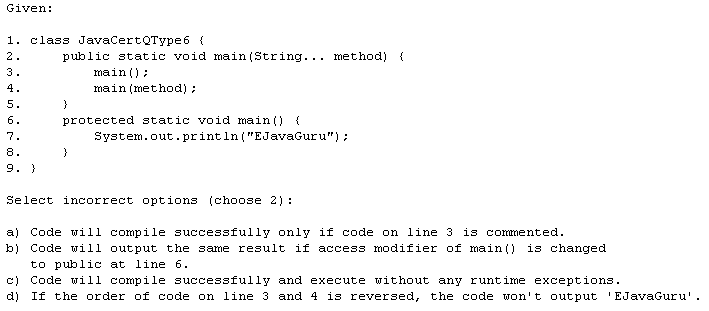 Given:
1. class JavaCertQType6 {
2.     public static void main(String... method) {
3.         main();
4.         main(method);
5.     }
6.     protected static void main() {
7.         System.out.println("EJavaGuru");
8.     }
9. }
Select incorrect options (choose 2):
a) Code will compile successfully only if code on line 3 is commented.
b) Code will output the same result if access modifier of main() is changed
   to public at line 6.
c) Code will compile successfully and execute without any runtime exceptions.
d) If the order of code on line 3 and 4 is reversed, the code won't output 'EJavaGuru'.